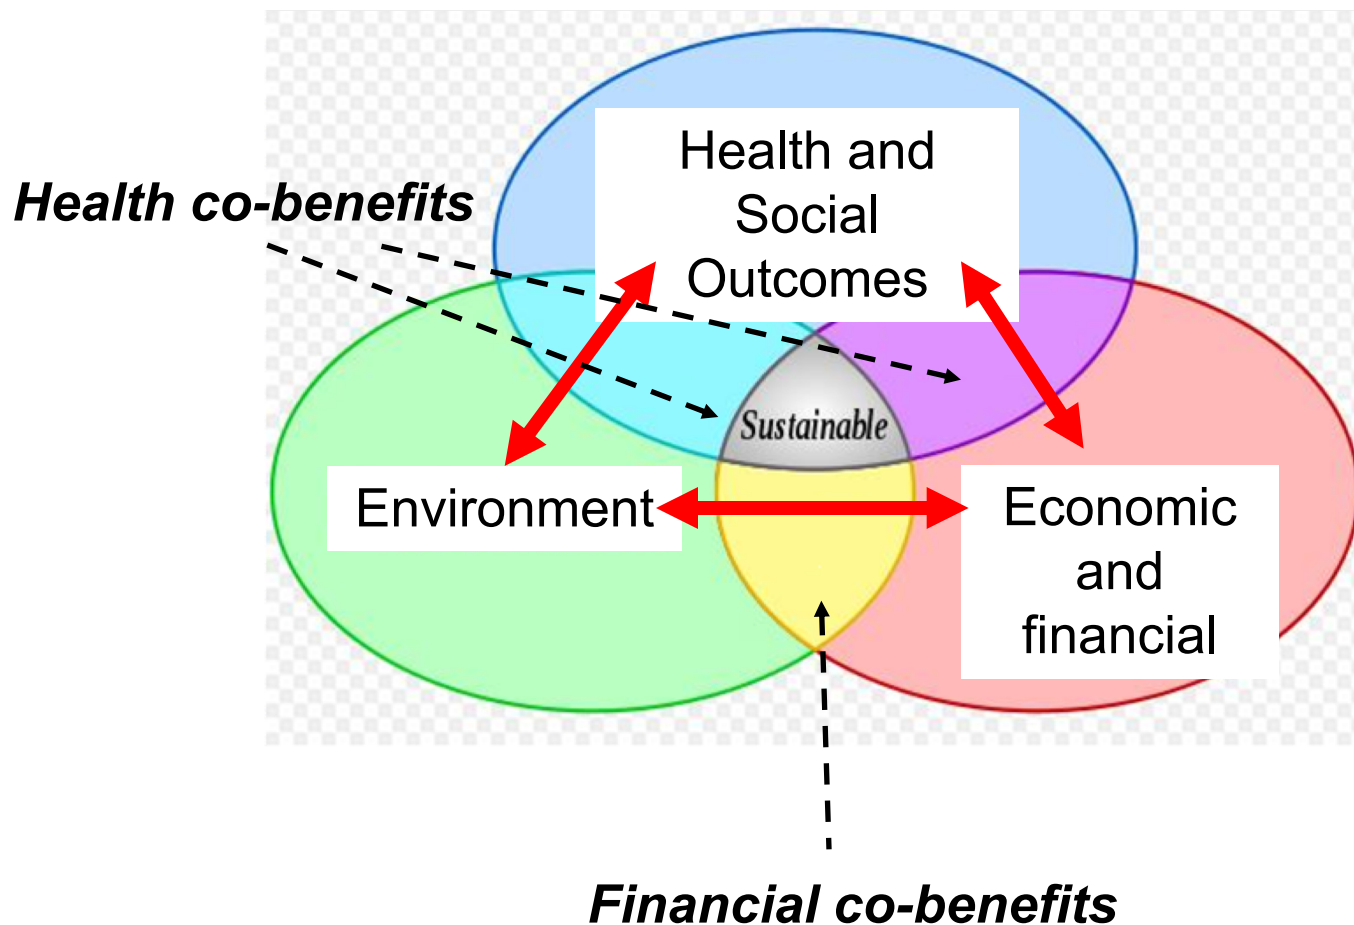 Health and
Social
Outcomes
Health co-benefits
Sustainable
Environment
Economic
and
financial
Financial co-benefits